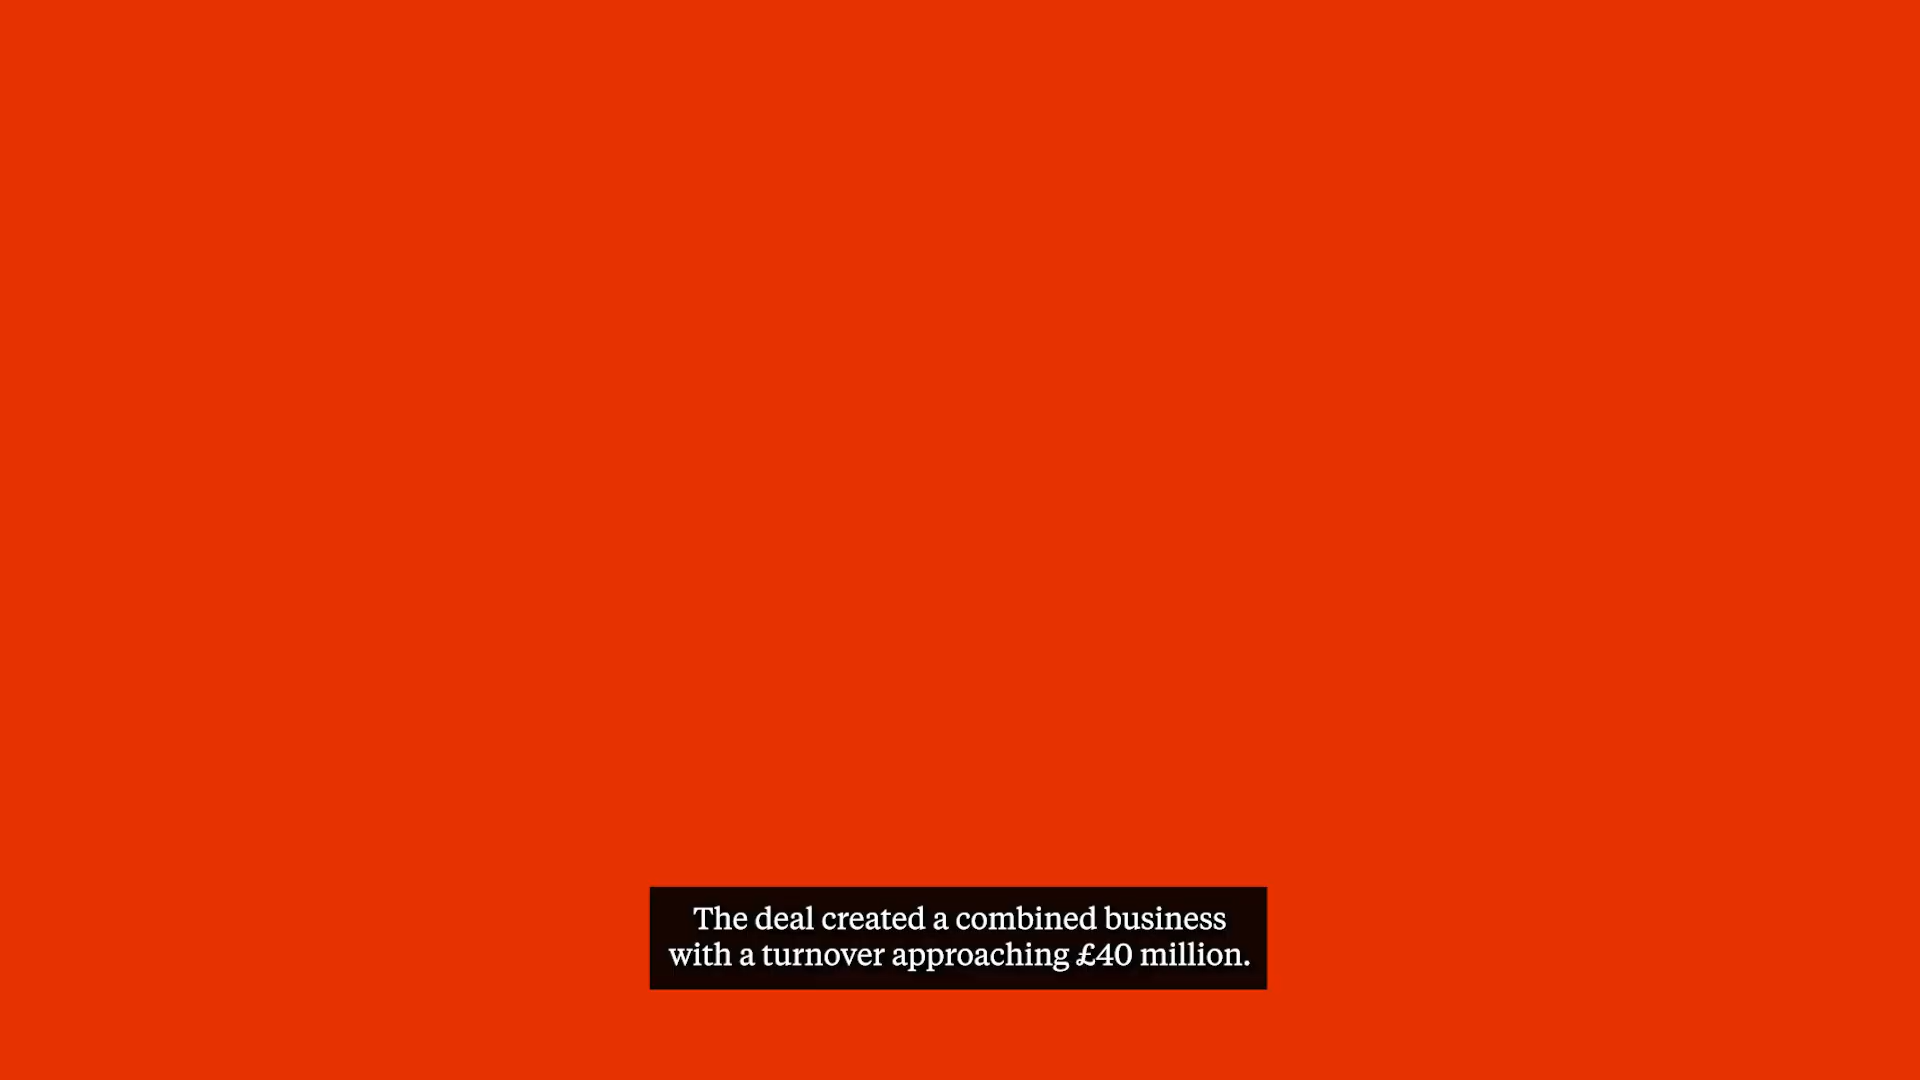 The deal created a combined business
with a turnover approaching £40 million.